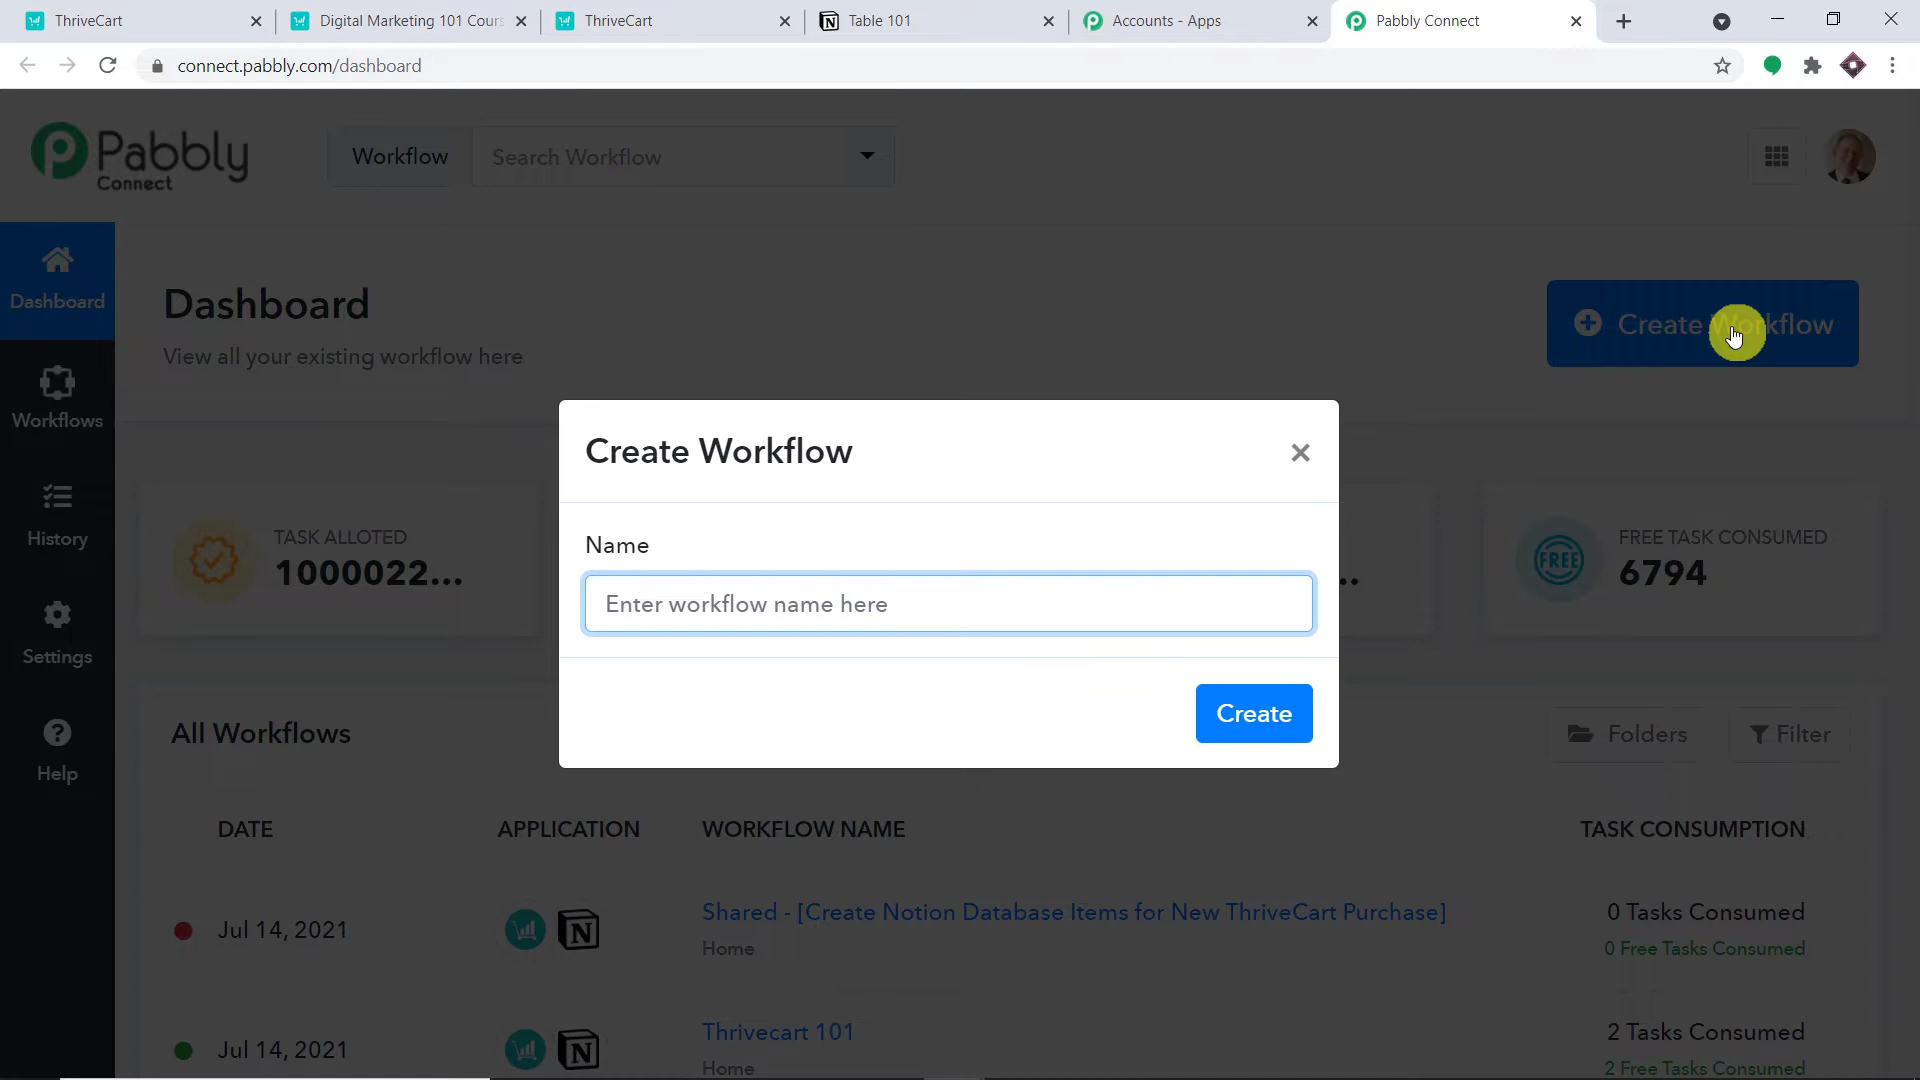 ThriveCart
Digital Marketing 101 Cours
ThriveCart
Table 101
Accounts - Apps
Pabbly Connect
connect.pabbly.com/dashboard
Pabbly
Connect
Workflow
Search Workflow
Dashboard
Dashboard
View all your existing workflow here
Create Workflow
Workflows
History
Settings
Help
Create Workflow
Name
Enter workflow name here
Create
TASK ALLOTED
1000022...
..
FREE
FREE TASK CONSUMED
6794
All Workflows
Folders
Filter
DATE
APPLICATION
WORKFLOW NAME
TASK CONSUMPTION
Jul 14, 2021
Shared - [Create Notion Database Items for New ThriveCart Purchase]
Home
0 Tasks Consumed
0 Free Tasks Consumed
Jul 14, 2021
Thrivecart 101
Home
2 Tasks Consumed
2 Free Tasks Consumed